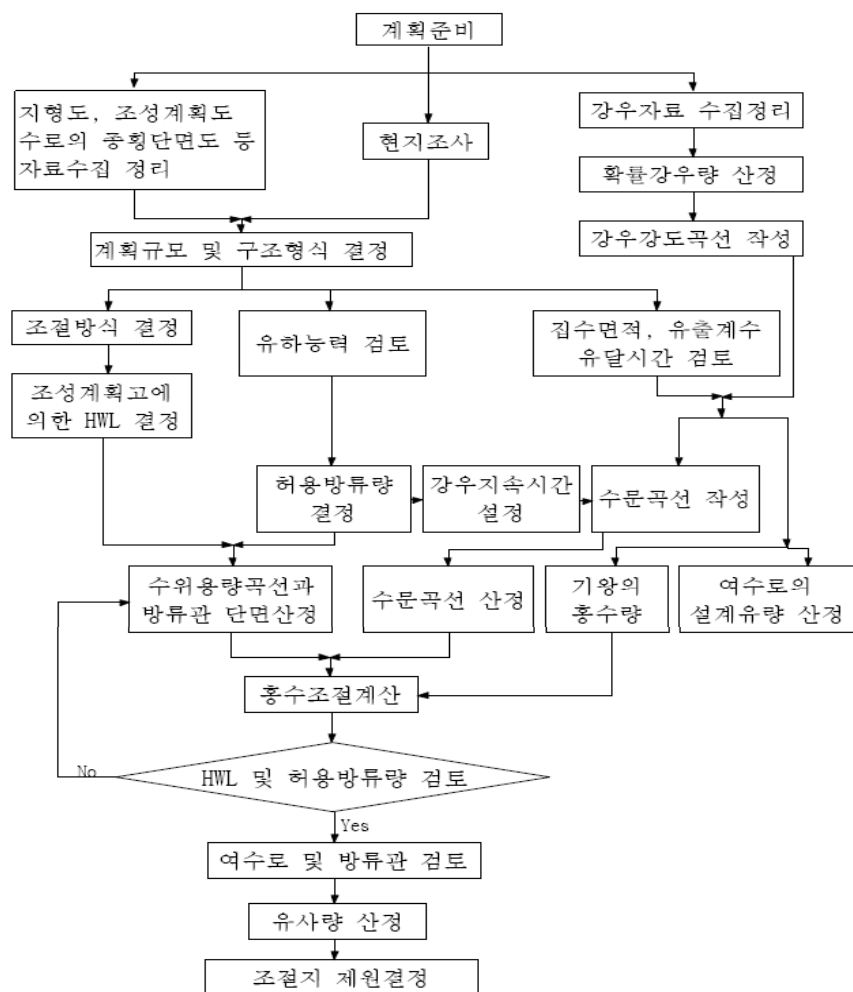 계획준비
지형도, 조성계획도
수로의 종횡단면도 등
자료수집 정리
현지조사
강우자료 수집정리
확률강우량 산정
강우강도곡선 작성
계획규모 및 구조형식 결정
조절방식 결정
유하능력 검토
집수면적, 유출계수
유달시간 검토
조성계획고에
의한 HWL 결정
허용방류량
결정
강우지속시간
설정
수문곡선 작성
수위용량곡선과
방류관 단면산정
수문곡선 산정
기왕의
홍수량
여수로의
설계유량 산정
홍수조절계산
HWL 및 허용방류량 검토
No
Yes
여수로 및 방류관 검토
유사량 산정
조절지 제원결정